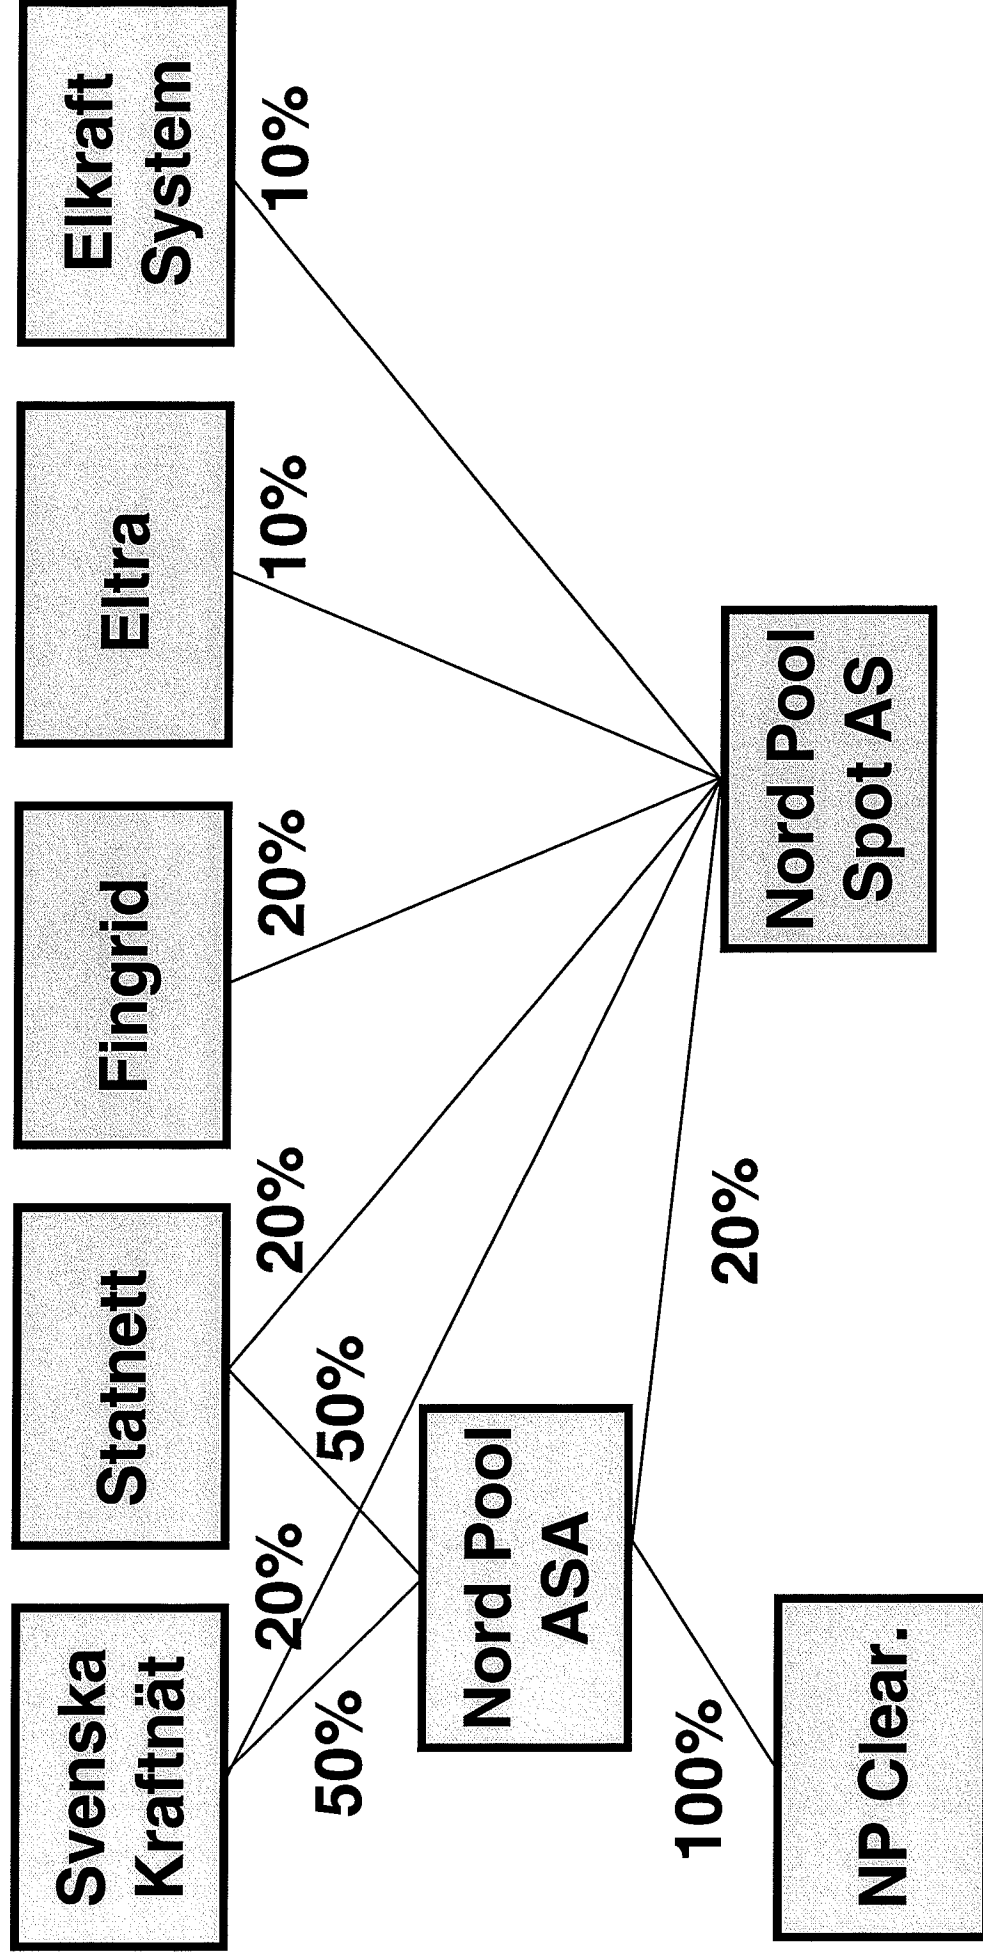 Svenska
Kraftnät
Statnett
Fingrid
Eltra
Elkraft
System
50%
20%
50%
20%
20%
10%
10%
Nord Pool
ASA
100%
20%
NP Clear.
Nord Pool
Spot AS